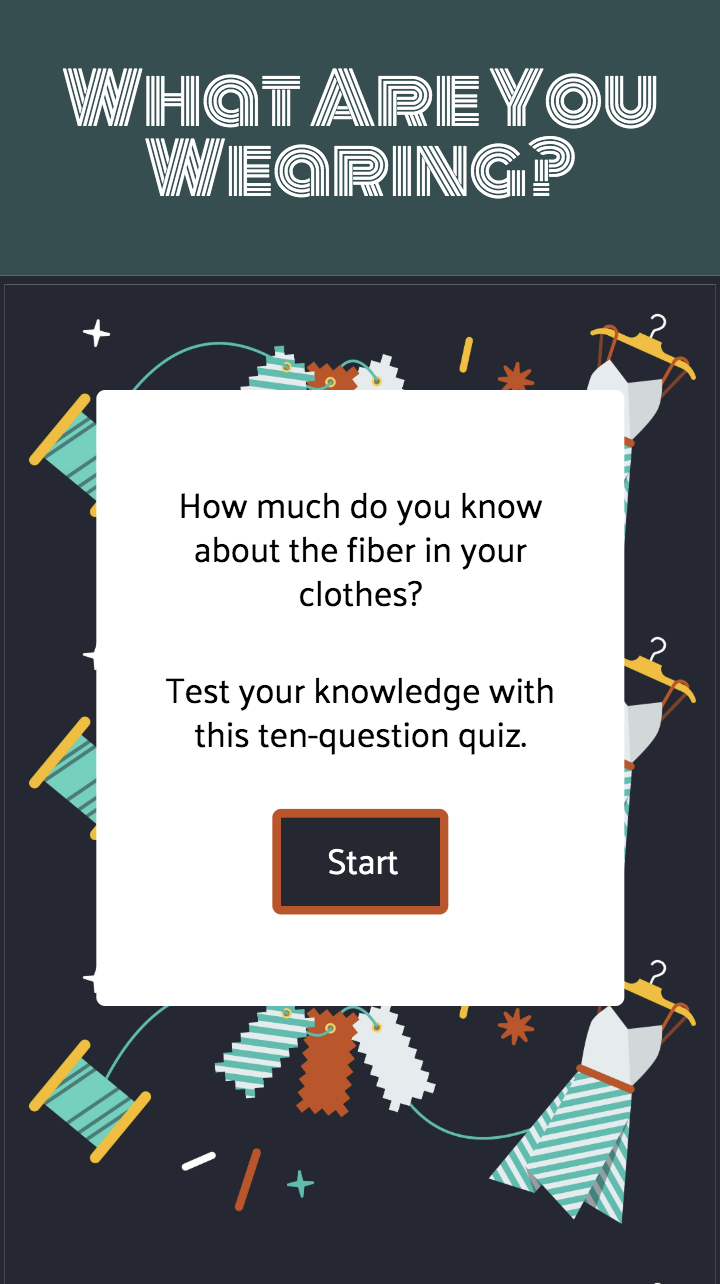 What Are You
Wearing?
How much do you know
about the fiber in your
clothes?
Test your knowledge with
this ten-question quiz.
Start